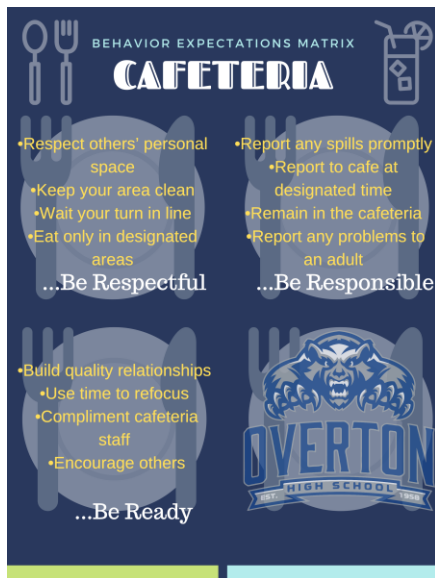 BEHAVIOR EXPECTATIONS MATRIX
CAFETERIA
•Respect others' personal
space
•Keep your area clean
•Wait your turn in line
•Eat only in designated
areas
...Be Respectful
•Report any spills promptly
•Report to cafe at
designated time
•Remain in the cafeteria
•Report any problems to
an adult
...Be Responsible
•Build quality relationships
•Use time to refocus
•Compliment cafeteria
staff
•Encourage others
...Be Ready
OVERTON
HIGH SCHOOL
EST. 1958